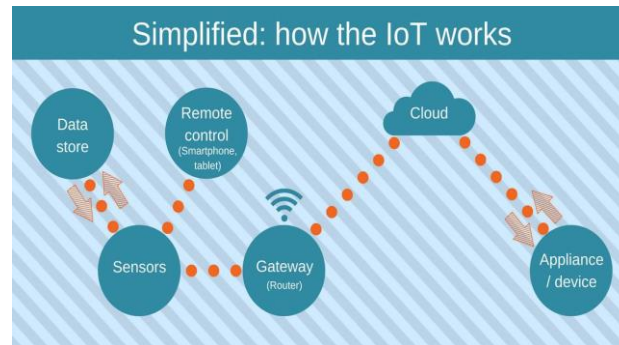 Simplified: how the IoT works
Data
store
Remote
control
(Smartphone,
tablet)
Cloud
Sensors
Gateway
(Router)
Appliance
/ device